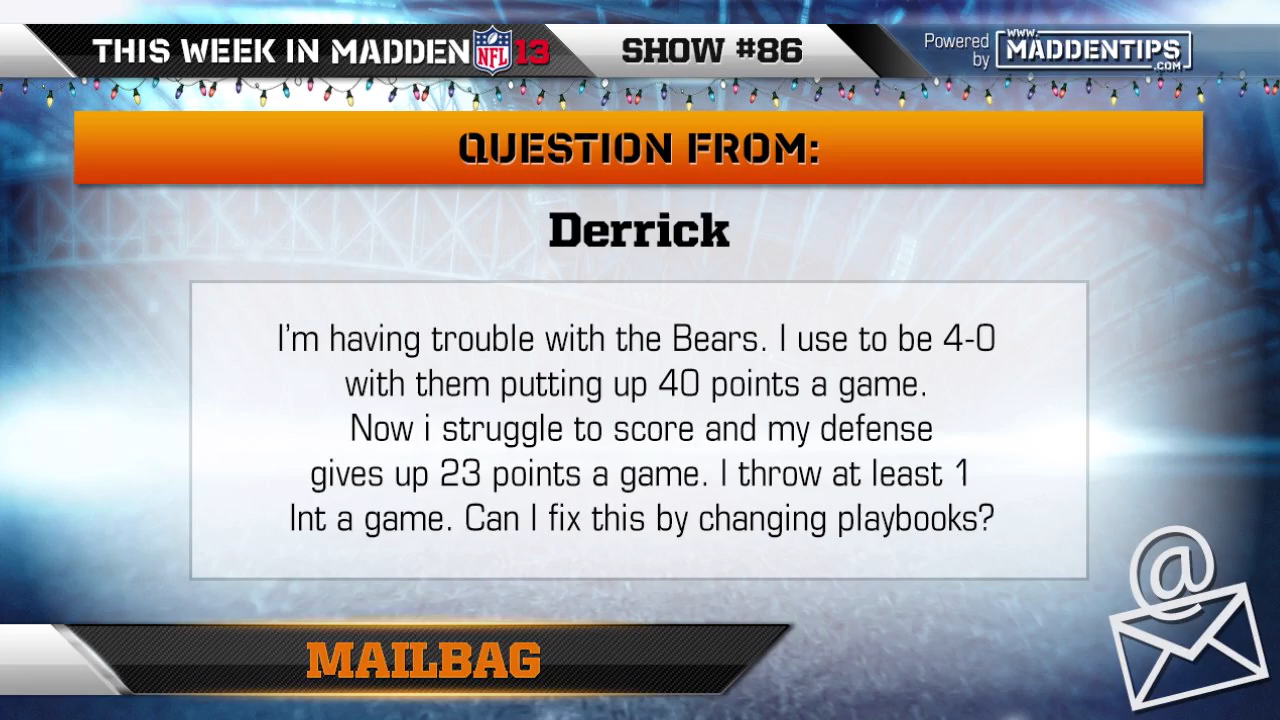 THIS WEEK IN MADDEN NFL 13
SHOW #86
Powered by
WWW.
MADDENTIPS
.COM
QUESTION FROM:
Derrick
I'm having trouble with the Bears. I use to be 4-0
with them putting up 40 points a game.
Now i struggle to score and my defense
gives up 23 points a game. I throw at least 1
Int a game. Can I fix this by changing playbooks?
@
MAILBAG